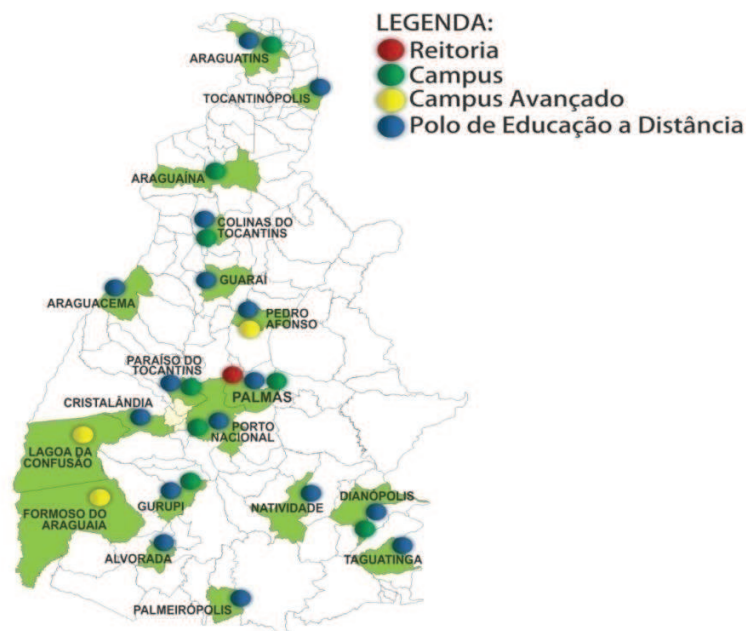 LEGENDA:
Reitoria
Campus
Campus Avançado
Polo de Educação a Distância
ARAGUATINS
TOCANTINÓPOLIS
ARAGUAÍNA
COLINAS DO
TOCANTINS
GUARAÍ
ARAGUACEMA
PEDRO
AFONSO
PARAÍSO DO
TOCANTINS
PALMAS
CRISTALÂNDIA
PORTO
NACIONAL
LAGOA DA
CONFUSÃO
GURUPI
NATIVIDADE
DIANÓPOLIS
FORMOSO DO
ARAGUAIA
ALVORADA
TAGUATINGA
PALMEIRÓPOLIS